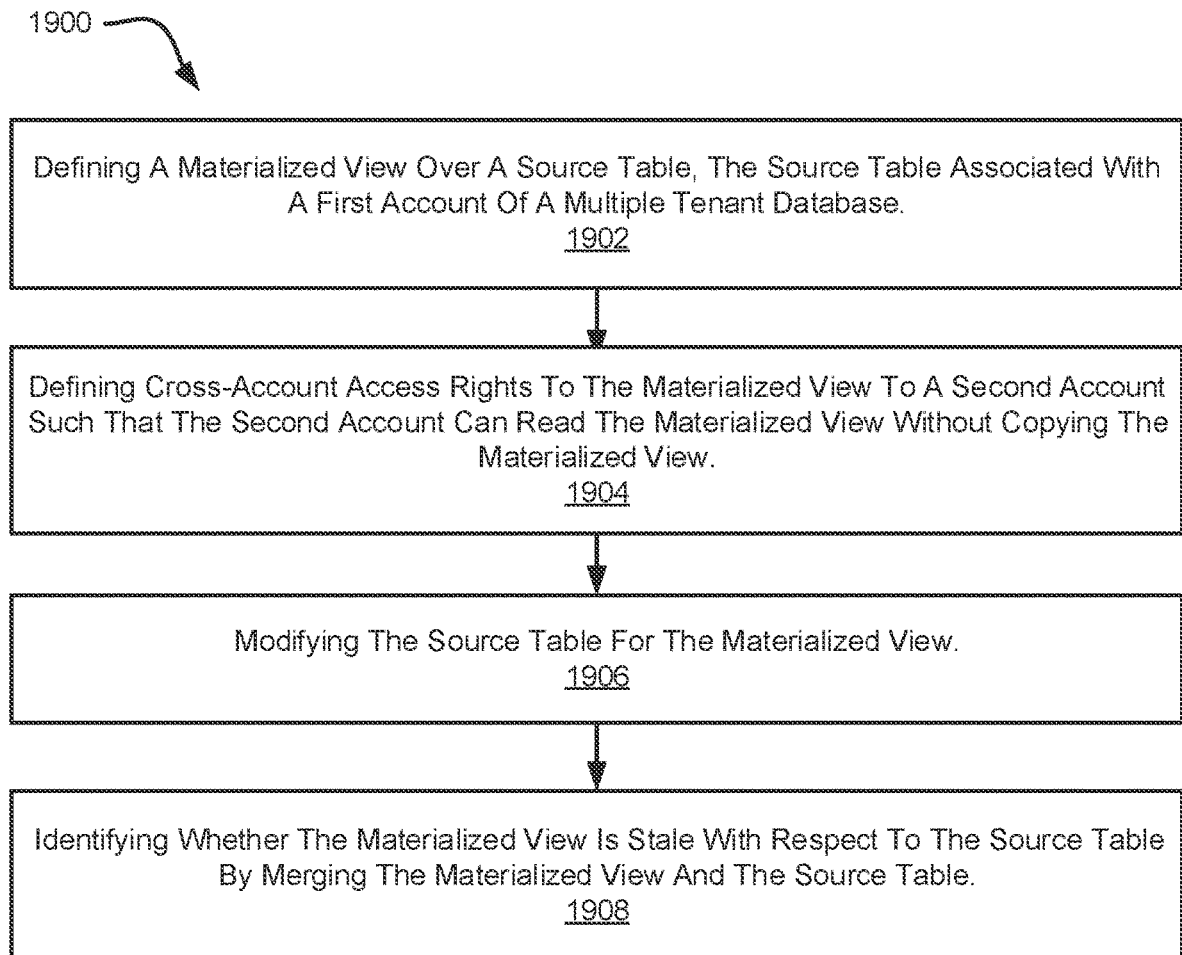 1900
Defining A Materialized View Over A Source Table, The Source Table Associated With
A First Account Of A Multiple Tenant Database.
1902
Defining Cross-Account Access Rights To The Materialized View To A Second Account
Such That The Second Account Can Read The Materialized View Without Copying The
Materialized View.
1904
Modifying The Source Table For The Materialized View.
1906
Identifying Whether The Materialized View Is Stale With Respect To The Source Table
By Merging The Materialized View And The Source Table.
1908